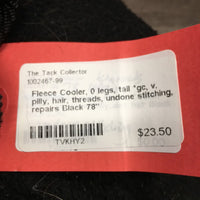 The Tack Collector
1002467-99
Fleece Cooler, 0 legs, tail *gc, v.
pilly, hair, threads, undone stitching,
repairs Black 78"
TVKHY2
$23.50